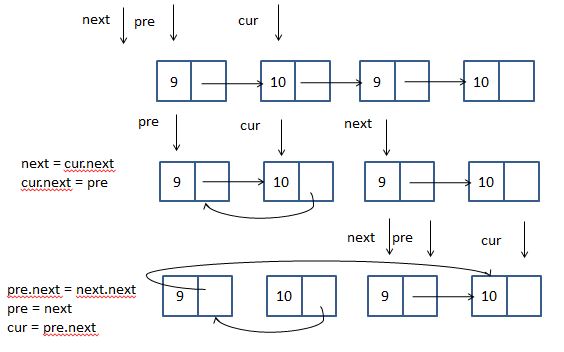 next pre cur
9 10 9 10
pre cur next
next = cur.next
cur.next = pre
9 10 9 10
next pre cur
pre.next = next.next
pre = next
cur = pre.next
9 10 9 10